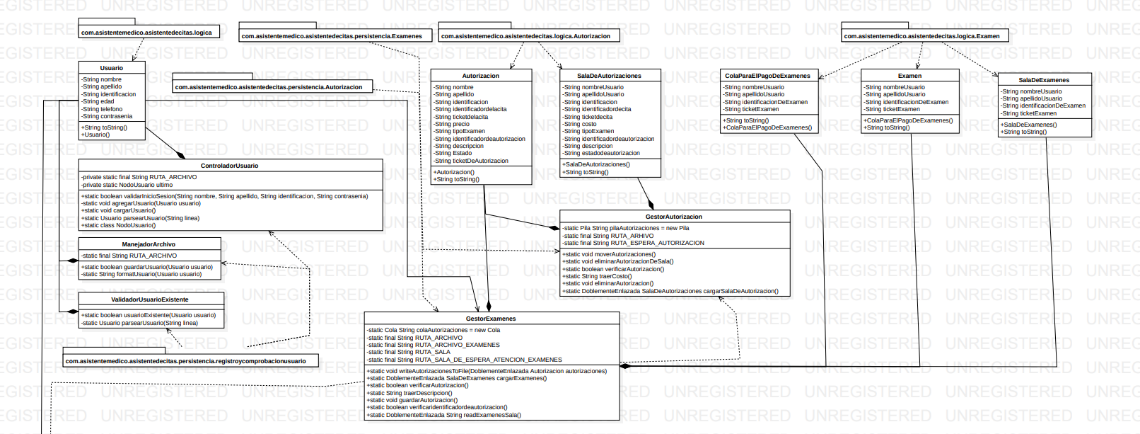 com.asistentemedico.asistentedecitas.logica
com.asistentemedico.asistentedecitas.persistencia.Examenes
com.asistentemedico.asistentedecitas.logica.Autorizacion
com.asistentemedico.asistentedecitas.logica.Examen
Usuario
-String nombre
-String apellido
-String identificacion
-String edad
-String telefono
-String contrasenia
+String toString()
+Usuario()
com.asistentemedico.asistentedecitas.persistencia.Autorizacion
Autorizacion
-String nombre
-String apellido
-String identificacion
-String identificadordelacita
-String ticketDelacita
-String precio
-String tipoExamen
-String identificadordeautorizacion
-String descripcion
-String Estado
-String ticketDeAutorizacion
+Autorizacion()
+String toString()
SalaDeAutorizaciones
-String nombreUsuario
-String apellidoUsuario
-String identificacion
-String identificadordecita
-String ticketdecita
-String costo
-String tipoExamen
-String identificadordeautorizacion
-String descripcion
-String estadodeautorizacion
+SalaDeAutorizaciones()
+String toString()
ColaParaElPagoDeExamenes
-String nombreUsuario
-String apellidoUsuario
-String identificaciónDeExamen
-String ticketExamen
+String toString()
+ColaParaElPagoDeExamenes()
Examen
-String nombreUsuario
-String apellidoUsuario
-String identificacionDeExamen
-String ticketExamen
+ColaParaElPagoDeExamenes()
+String toString()
SalaDeExamenes
-String nombreUsuario
-String apellidoUsuario
-String identificaciónDeExamen
-String ticketExamen
+SalaDeExamenes()
+String toString()
ControladorUsuario
-private static final String RUTA_ARCHIVO
-private static NodoUsuario ultimo
+static boolean validarInicioSesion(String nombre, String apellido, String identificacion, String contrasenia)
+static void agregarUsuario(Usuario usuario)
+static void cargarUsuario()
+static Usuario parsearUsuario(String linea)
+static class NodoUsuario()
ManejadorArchivo
-static final String RUTA_ARCHIVO
+static boolean guardarUsuario(Usuario usuario)
-static String formatUsuario(Usuario usuario)
ValidadorUsuarioExistente
+static boolean usuarioExistente(Usuario usuario)
-static Usuario parsearUsuario(String linea)
com.asistentemedico.asistentedecitas.persistencia.registroycomprobacionusuario
GestorAutorizacion
-static Pila String pilaAutorizaciones = new Pila
-static final String RUTA_ARHIVO
-static final String RUTA_ESPERA_AUTORIZACION
+static void moverAutorizaciones()
+static void eliminarAutorizacionDeSala()
+static boolean verificarAutorizacion()
+static String traerCosto()
+static void eliminarAutorizacion()
+static DoblementeEnlazada SalaDeAutorizaciones cargarSalaDeAutorizacion()
GestorExamenes
-static Cola String colaAutorizaciones = new Cola
-static final String RUTA_ARCHIVO
-static final String RUTA_ARCHIVO_EXAMENES
-static final String RUTA_SALA
-static final String RUTA_SALA_DE_ESPERA_ATENCION_EXAMENES
+static void writeAutorizacionesToFile(DoblementeEnlazada Autorizacion autorizaciones)
+static DoblementeEnlazada SalaDeExamenes cargarExamenes()
+static boolean verificarAutorizacion()
+static String traerDescripcion()
+static void guardarAutorizacion()
+static boolean verificaridentificadordeautorizacion()
+static DoblementeEnlazada String readExamenesSala()